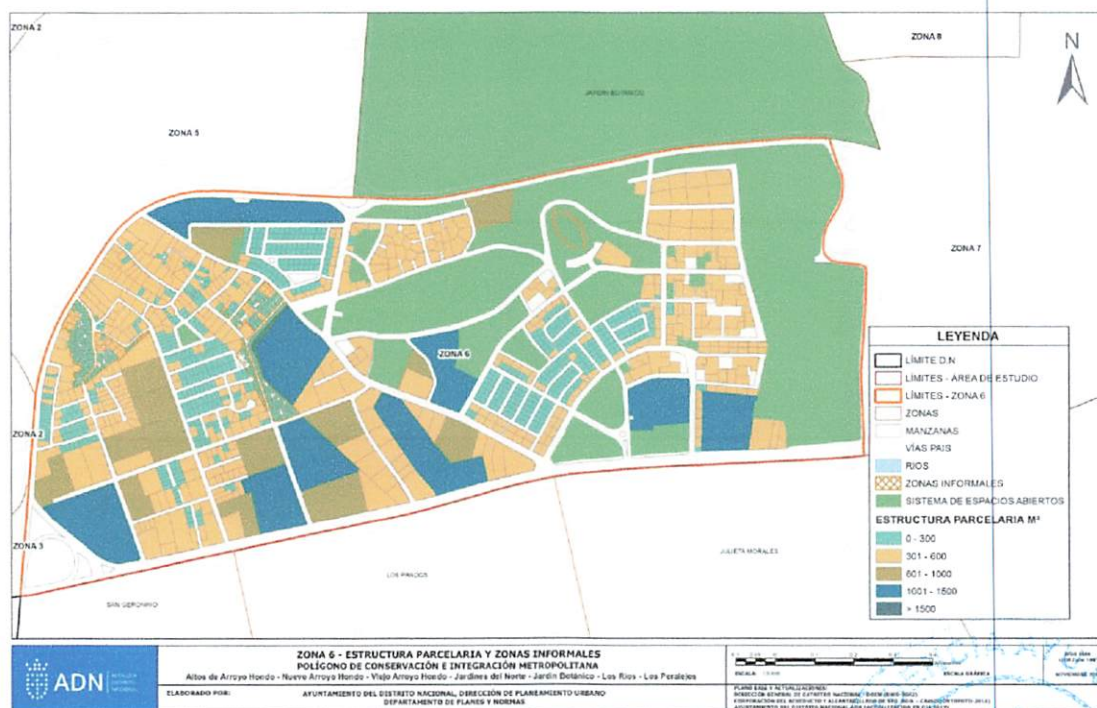 ZONA 2
ZONA 8
N
JARDIN BOTANICO
ZONA 5
ZONA 7
ZONA 6
ZONA 2
ZONA 3
SAN GERONIMO
LOS PRADOS
JULIETA MORALES
LEYENDA
LÍMITE D.N
LÍMITES - ÁREA DE ESTUDIO
LÍMITES - ZONA 6
ZONAS
MANZANAS
VÍAS PAIS
RIOS
ZONAS INFORMALES
SISTEMA DE ESPACIOS ABIERTOS
ESTRUCTURA PARCELARIA M²
0 - 300
301 - 600
601 - 1000
1001 - 1500
> 1500
ADN
ZONA 6 - ESTRUCTURA PARCELARIA Y ZONAS INFORMALES
POLÍGONO DE CONSERVACIÓN E INTEGRACIÓN METROPOLITANA
Altos de Arroyo Hondo - Nuevo Arroyo Hondo - Viejo Arroyo Hondo - Jardines del Norte - Jardín Botánico - Los Ríos - Los Peralejos
ELABORADO POR:
AYUNTAMIENTO DEL DISTRITO NACIONAL, DIRECCIÓN DE PLANEAMIENTO URBANO
DEPARTAMENTO DE PLANES Y NORMAS
ESCALA:
ESCALA GRÁFICA
PLANO BASE Y ACTUALIZACIONES: